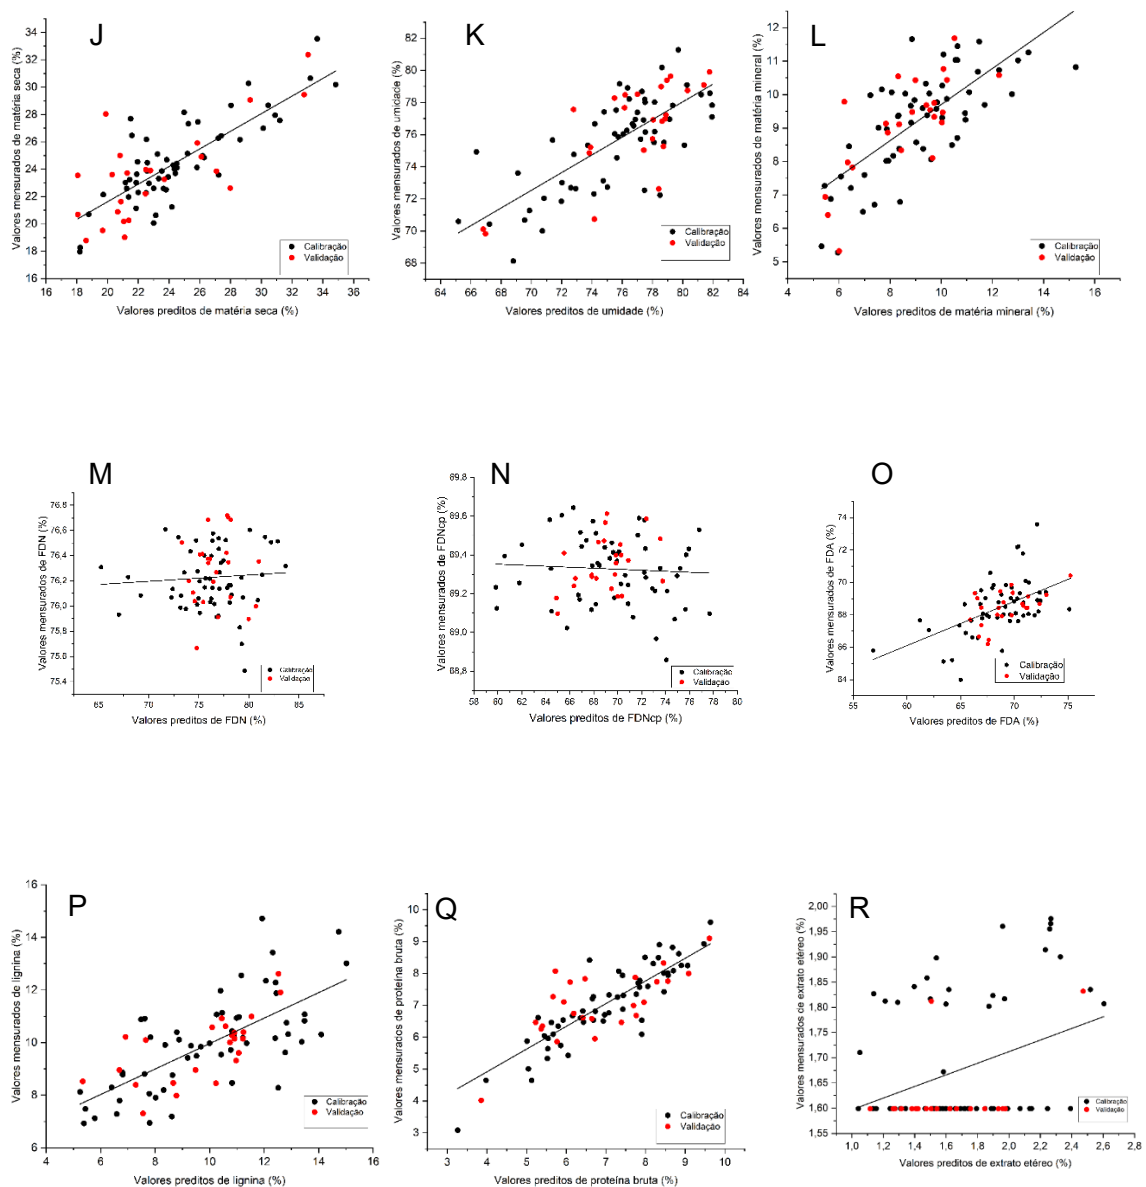 J
Valores mensurados de matéria seca (%)
34
32
30
28
26
24
22
20
18
16
Calibração
Validação
16 18 20 22 24 26 28 30 32 34 36
Valores preditos de matéria seca (%)
K
Valores mensurados de umidade (%)
82
80
78
76
74
72
70
68
Calibração
Validação
64 66 68 70 72 74 76 78 80 82 84
Valores preditos de umidade (%)
L
Valores mensurados de matéria mineral (%)
12
11
10
9
8
7
6
5
Calibração
Validação
4 6 8 10 12 14 16
Valores preditos de matéria mineral (%)
M
Valores mensurados de FDN (%)
76,8
76,6
76,4
76,2
76,0
75,8
75,6
75,4
Calibração
Validação
65 70 75 80 85
Valores preditos de FDN (%)
N
Valores mensurados de FDNcp (%)
89.8
89.6
89.4
89.2
89.0
88.8
Calibração
Validação
58 60 62 64 66 68 70 72 74 76 78 80
Valores preditos de FDNcp (%)
O
Valores mensurados de FDA (%)
74
72
70
68
66
64
Calibração
Validação
55 60 65 70 75
Valores preditos de FDA (%)
P
Valores mensurados de lignina (%)
16
14
12
10
8
6
Calibração
Validação
4 6 8 10 12 14 16
Valores preditos de lignina (%)
Q
Valores mensurados de proteína bruta (%)
10
9
8
7
6
5
4
3
Calibração
Validação
3 4 5 6 7 8 9 10
Valores preditos de proteína bruta (%)
R
Valores mensurados de extrato etéreo (%)
2,00
1,95
1,90
1,85
1,80
1,75
1,70
1,65
1,60
1,55
Calibração
Validação
1,0 1,2 1,4 1,6 1,8 2,0 2,2 2,4 2,6 2,8
Valores preditos de extrato etéreo (%)